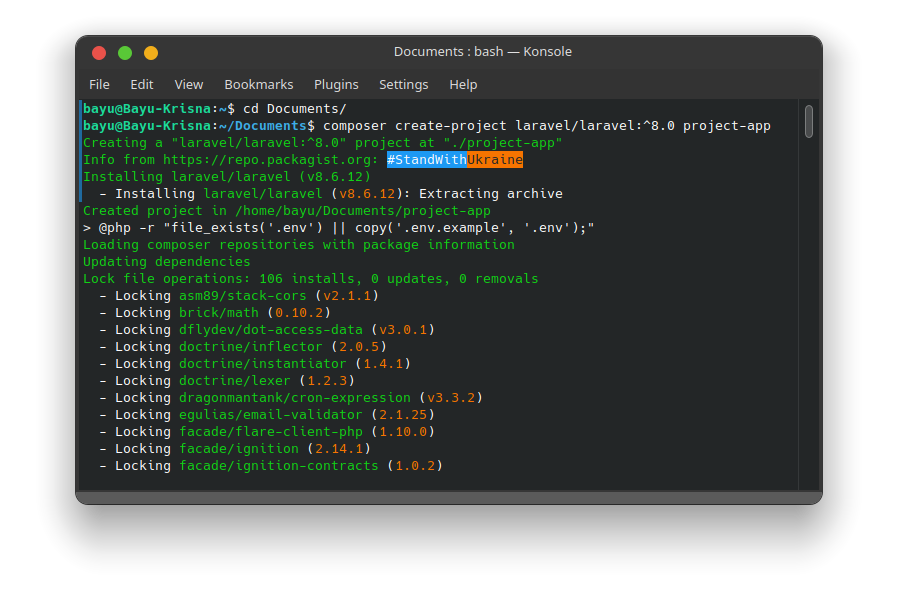 Documents : bash — Konsole
File Edit View Bookmarks Plugins Settings Help
bayu@Bayu-Krisna:~$ cd Documents/
bayu@Bayu-Krisna:~/Documents$ composer create-project laravel/laravel:^8.0 project-app
Creating a "laravel/laravel:^8.0" project at "./project-app"
Info from https://repo.packagist.org: #StandWithUkraine
Installing laravel/laravel (v8.6.12)
  - Installing laravel/laravel (v8.6.12): Extracting archive
Created project in /home/bayu/Documents/project-app
> @php -r "file_exists('.env') || copy('.env.example', '.env');"
Loading composer repositories with package information
Updating dependencies
Lock file operations: 106 installs, 0 updates, 0 removals
  - Locking asm89/stack-cors (v2.1.1)
  - Locking brick/math (0.10.2)
  - Locking dflydev/dot-access-data (v3.0.1)
  - Locking doctrine/inflector (2.0.5)
  - Locking doctrine/instantiator (1.4.1)
  - Locking doctrine/lexer (1.2.3)
  - Locking dragonmantank/cron-expression (v3.3.2)
  - Locking egulias/email-validator (2.1.25)
  - Locking facade/flare-client-php (1.10.0)
  - Locking facade/ignition (2.14.1)
  - Locking facade/ignition-contracts (1.0.2)